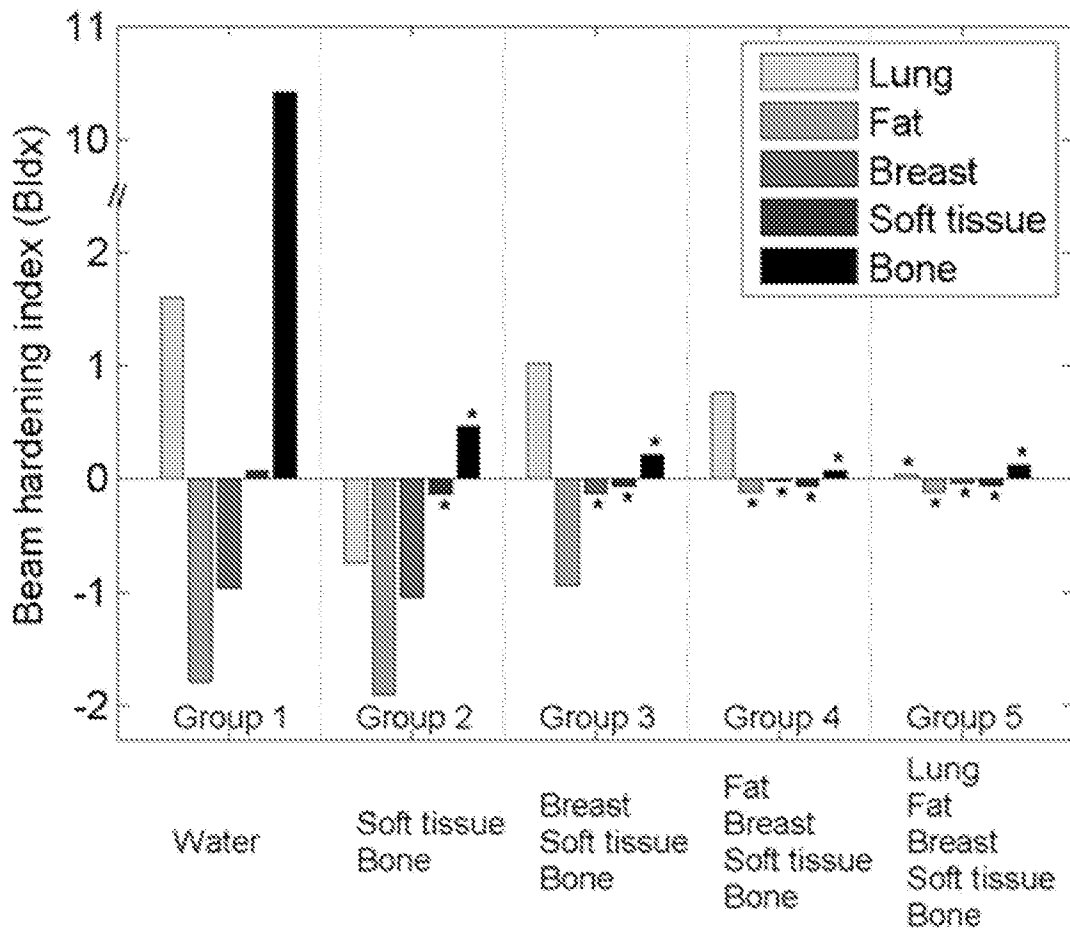 Beam hardening index (BIdx)
11
10
//
2
1
0
-1
-2
Lung
Fat
Breast
Soft tissue
Bone
* * * * * * * * * * * * * * *
Group 1 Group 2 Group 3 Group 4 Group 5
Water
Soft tissue
Bone
Breast
Soft tissue
Bone
Fat
Breast
Soft tissue
Bone
Lung
Fat
Breast
Soft tissue
Bone